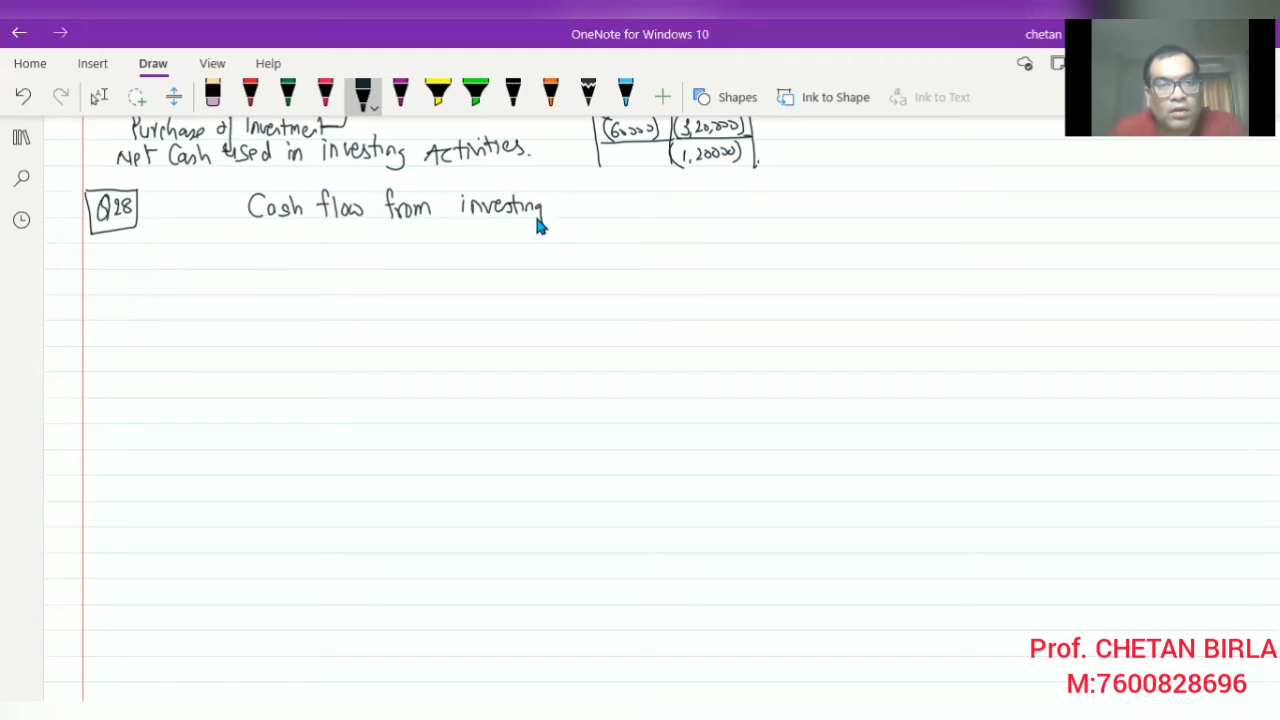 OneNote for Windows 10
chetan
Home Insert Draw View Help
Shapes Ink to Shape Ink to Text
Purchase of Investment (60000) (3,20,000)
Net Cash used in investing Activities. (1,20000)
Q28 Cash flow from investing
Prof. CHETAN BIRLA
M:7600828696